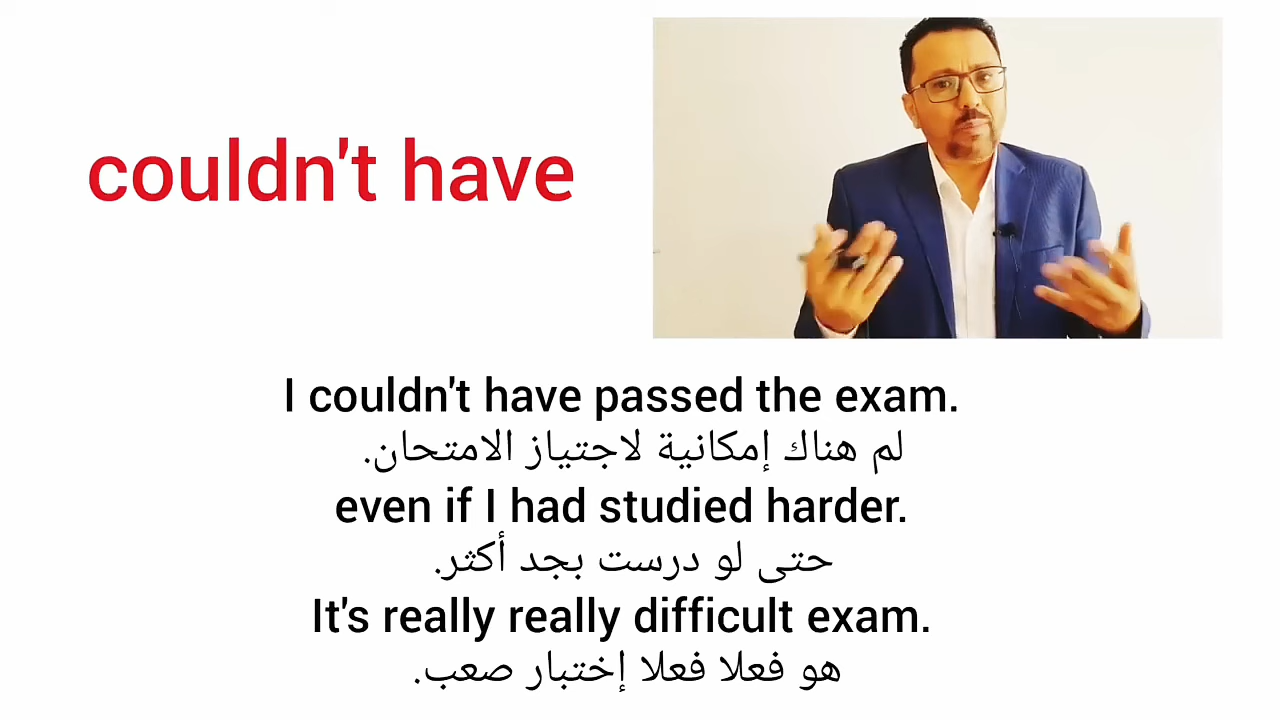 couldn't have
I couldn't have passed the exam.
لم هناك إمكانية لاجتياز الامتحان.
even if I had studied harder.
حتى لو درست بجد أكثر.
It's really really difficult exam.
هو فعلا فعلا إختبار صعب.